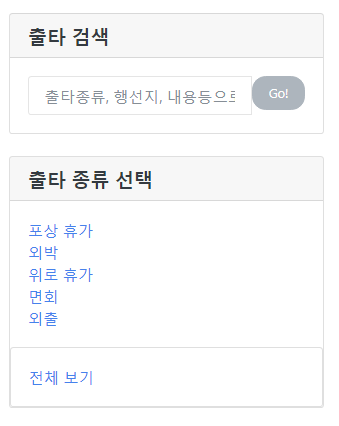 출타 검색
출타종류, 행선지, 내용등으로
Go!
출타 종류 선택
포상 휴가
외박
위로 휴가
면회
외출
전체 보기